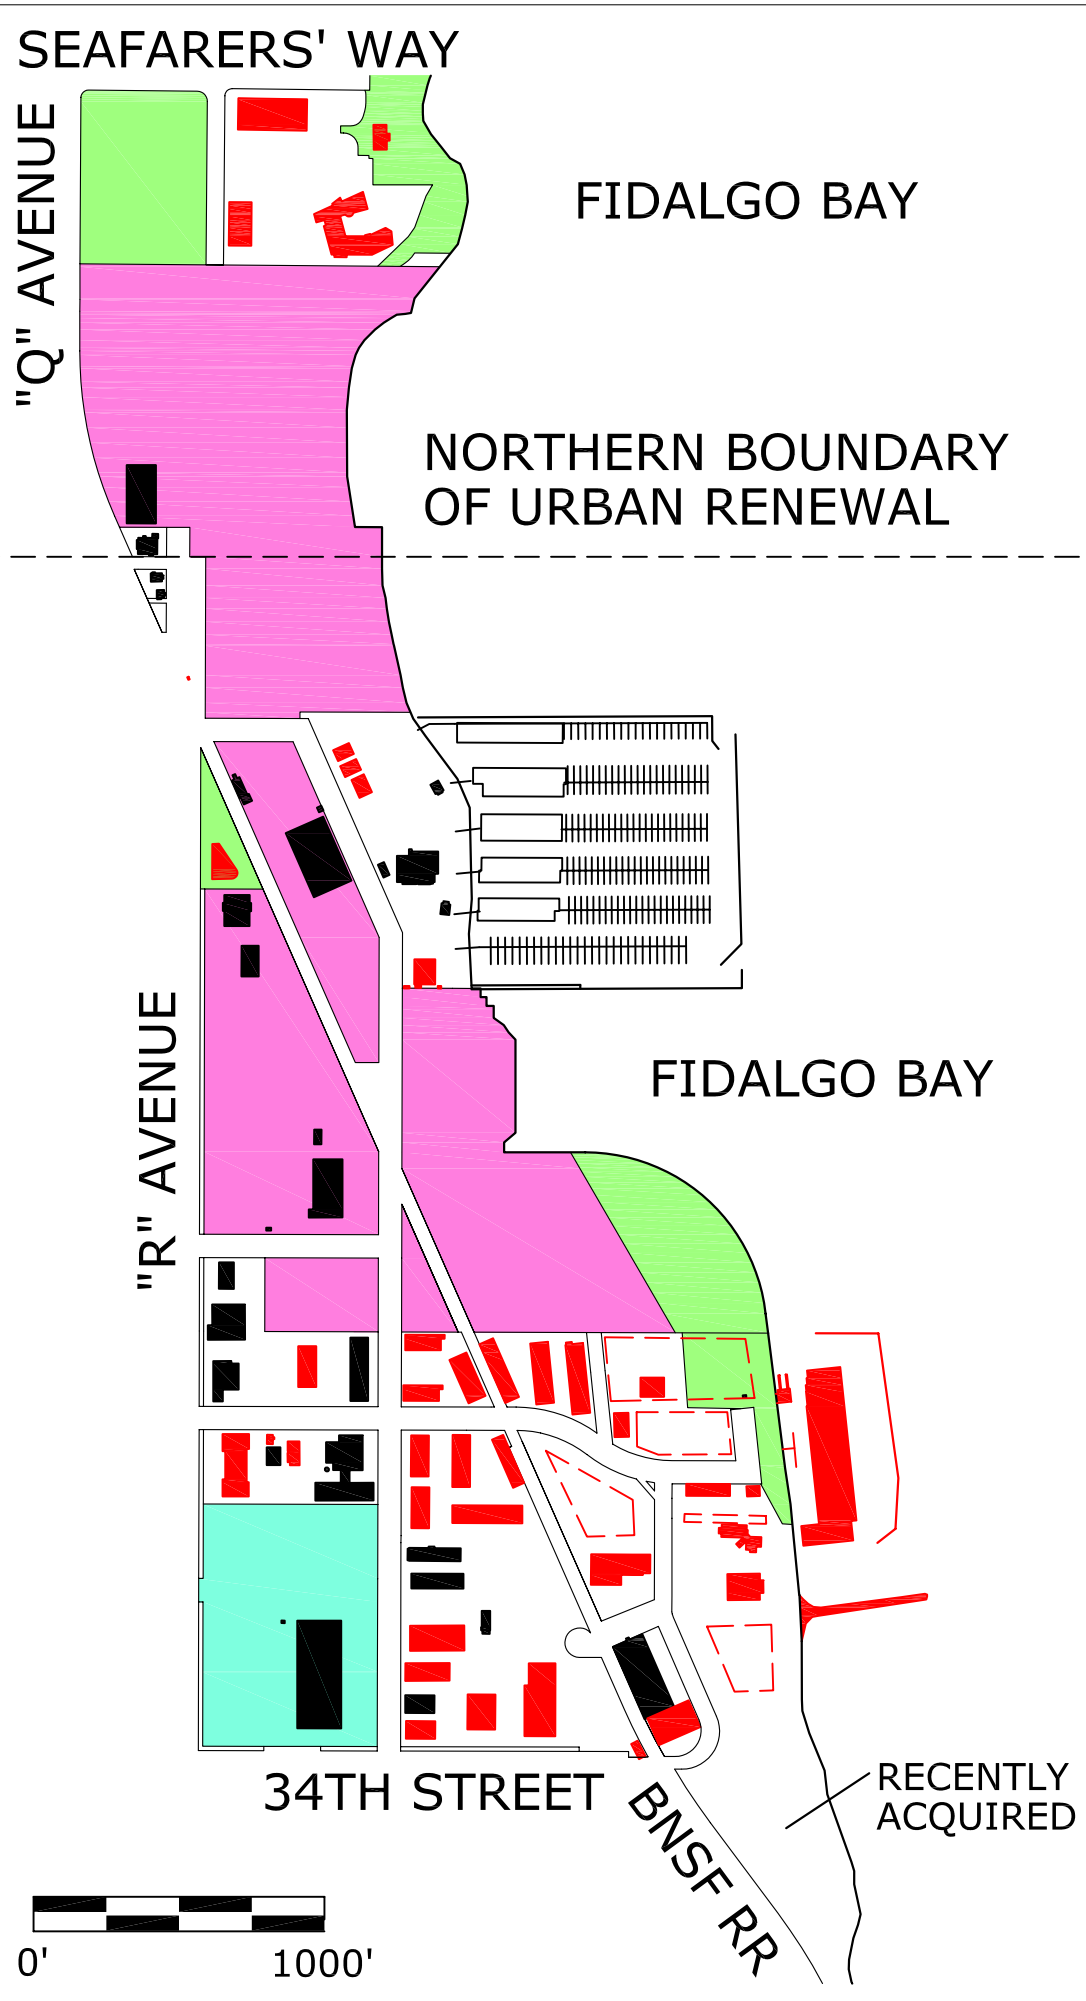 SEAFARERS' WAY
"Q" AVENUE
FIDALGO BAY
NORTHERN BOUNDARY
OF URBAN RENEWAL
"R" AVENUE
FIDALGO BAY
34TH STREET
BNSF RR
RECENTLY
ACQUIRED
0' 1000'